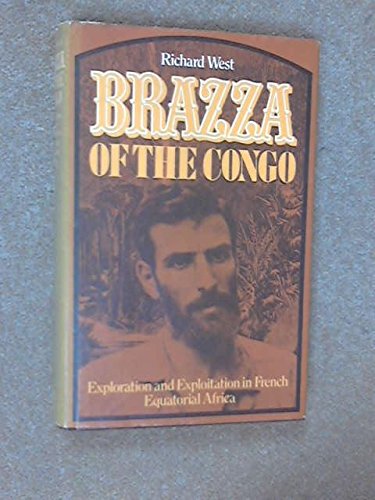 Richard West
BRAZZA
OF THE CONGO
Exploration and Exploitation in French
Equatorial Africa